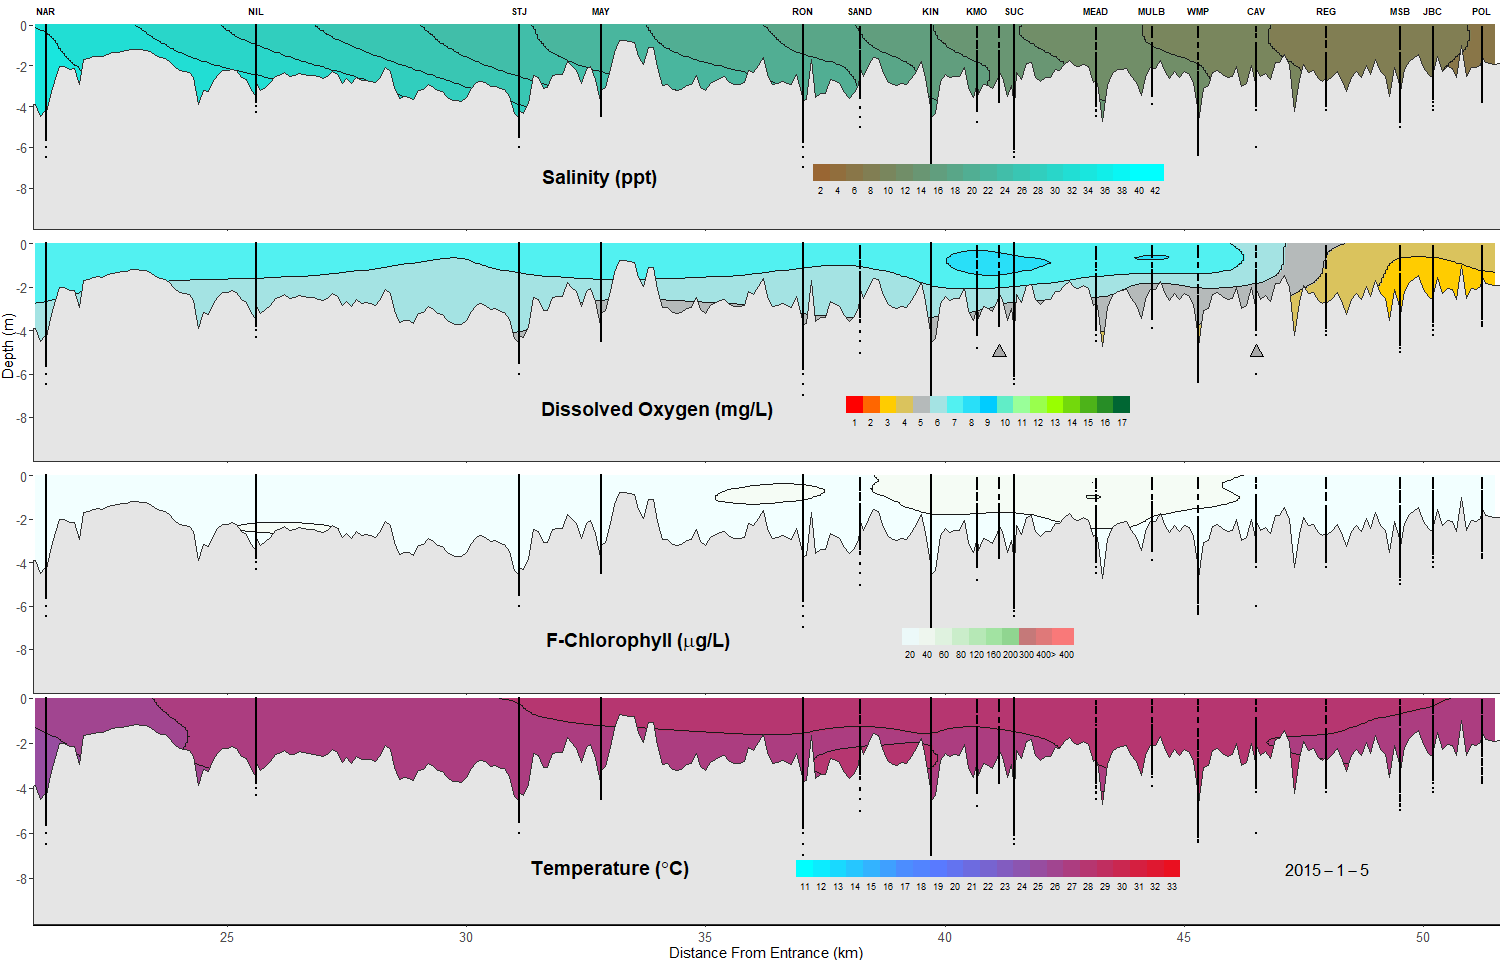 NAR NIL STJ MAY RON SAND KIN KMO SUC MEAD MULB WMP CAV REG MSB JBC POL
0
-2
-4
-6
-8
Salinity (ppt)
2 4 6 8 10 12 14 16 18 20 22 24 26 28 30 32 34 36 38 40 42
0
-2
-4
-6
-8
Dissolved Oxygen (mg/L)
1 2 3 4 5 6 7 8 9 10 11 12 13 14 15 16 17
Depth (m)
0
-2
-4
-6
-8
F-Chlorophyll (μg/L)
20 40 60 80 120 160 200 300 400> 400
0
-2
-4
-6
-8
Temperature (°C)
11 12 13 14 15 16 17 18 19 20 21 22 23 24 25 26 27 28 29 30 31 32 33
2015–1–5
25 30 35 40 45 50
Distance From Entrance (km)